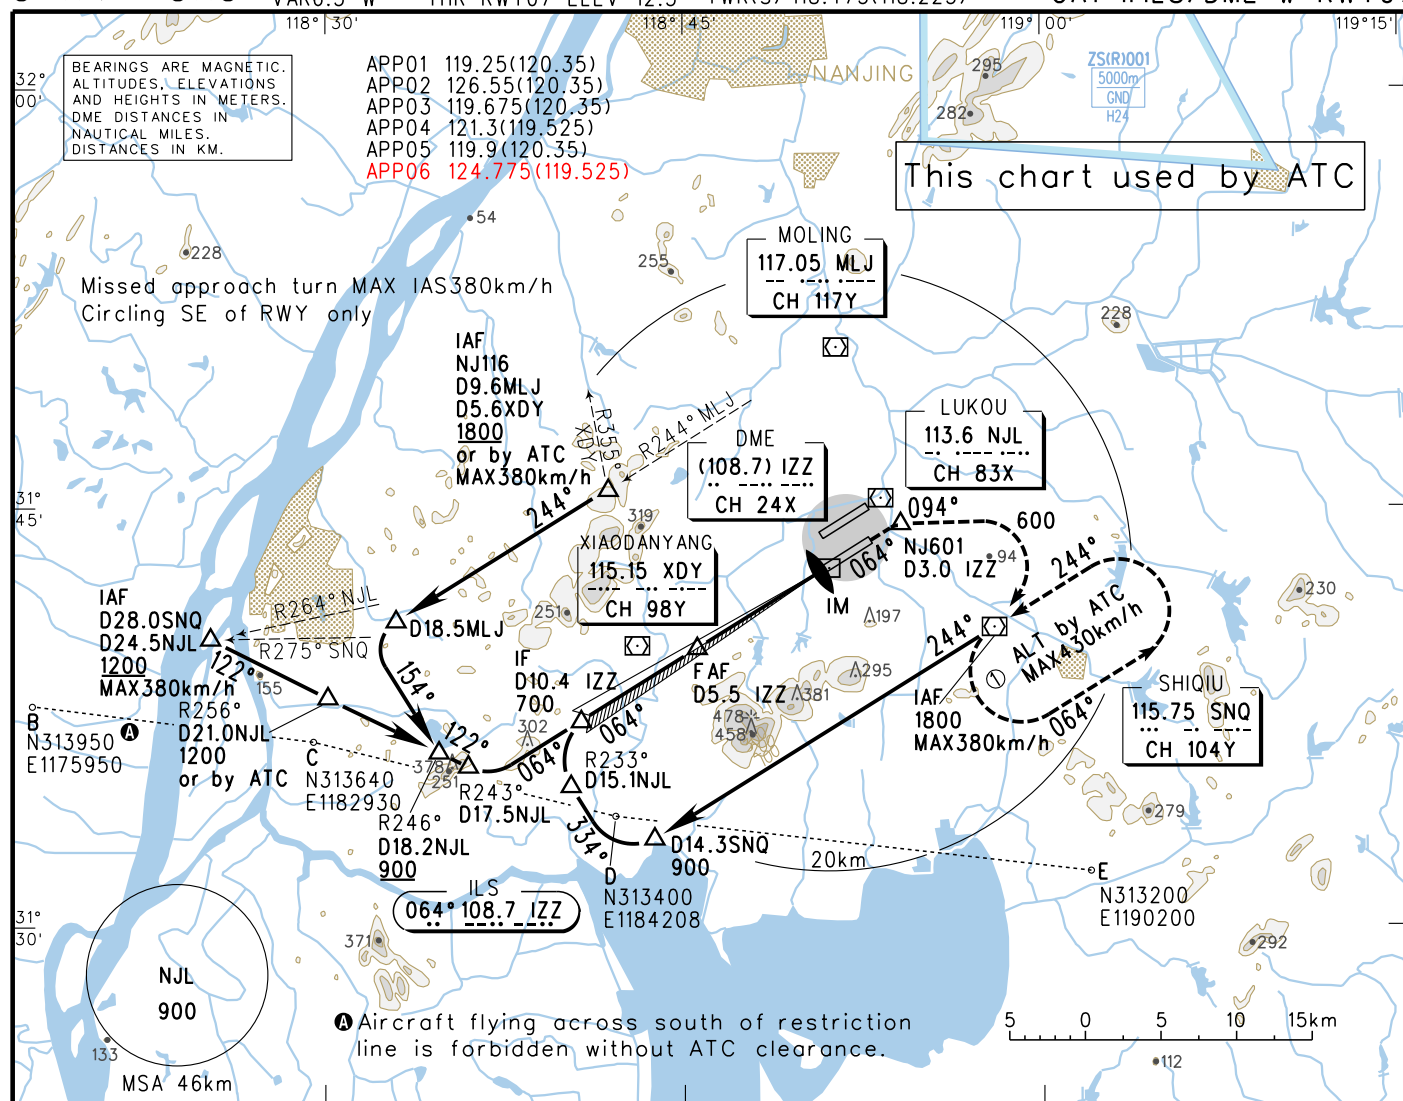 118° 30'
118° 45'
119° 00'
119°15'
BEARINGS ARE MAGNETIC.
ALTITUDES, ELEVATIONS
AND HEIGHTS IN METERS.
DME DISTANCES IN
NAUTICAL MILES.
DISTANCES IN KM.
32°
00'
APP01 119.25(120.35)
APP02 126.55(120.35)
APP03 119.675(120.35)
APP04 121.3(119.525)
APP05 119.9(120.35)
APP06 124.775(119.525)
NANJING
295
282
ZS(R)001
5000m
GND
H24
This chart used by ATC
54
228
255
228
Missed approach turn MAX IAS380km/h
Circling SE of RWY only
MOLING
117.05 MLJ
CH 117Y
IAF
NJ116
D9.6MLJ
D5.6XDY
1800
or by ATC
MAX380km/h
R355°
XDY
R244° MLJ
DME
(108.7) IZZ
CH 24X
LUKOU
113.6 NJL
CH 83X
31°
45'
244°
319
XIAODANYANG
115.15 XDY
CH 98Y
251
064°
094°
600
NJ601
D3.0 IZZ
94
244°
IM
197
230
IAF
D28.0SNQ
D24.5NJL
1200
MAX380km/h
R264° NJL
R275° SNQ
122°
155
D18.5MLJ
154°
IF
D10.4 IZZ
700
FAF
D5.5 IZZ
064°
295
381
478
458
244°
ALT by ATC
MAX430km/h
1
064°
IAF
1800
MAX380km/h
SHIQIU
115.75 SNQ
CH 104Y
B
N313950
E1175950
A
R256°
D21.0NJL
1200
or by ATC
C
N313640
E1182930
122°
378
251
302
064°
R243°
D17.5NJL
R246°
D18.2NJL
900
R233°
D15.1NJL
334°
D14.3SNQ
900
D
N313400
E1184208
20km
279
E
N313200
E1190200
ILS
064° 108.7 IZZ
31°
30'
371
292
NJL
900
133
MSA 46km
A Aircraft flying across south of restriction
line is forbidden without ATC clearance.
5 0 5 10 15km
112